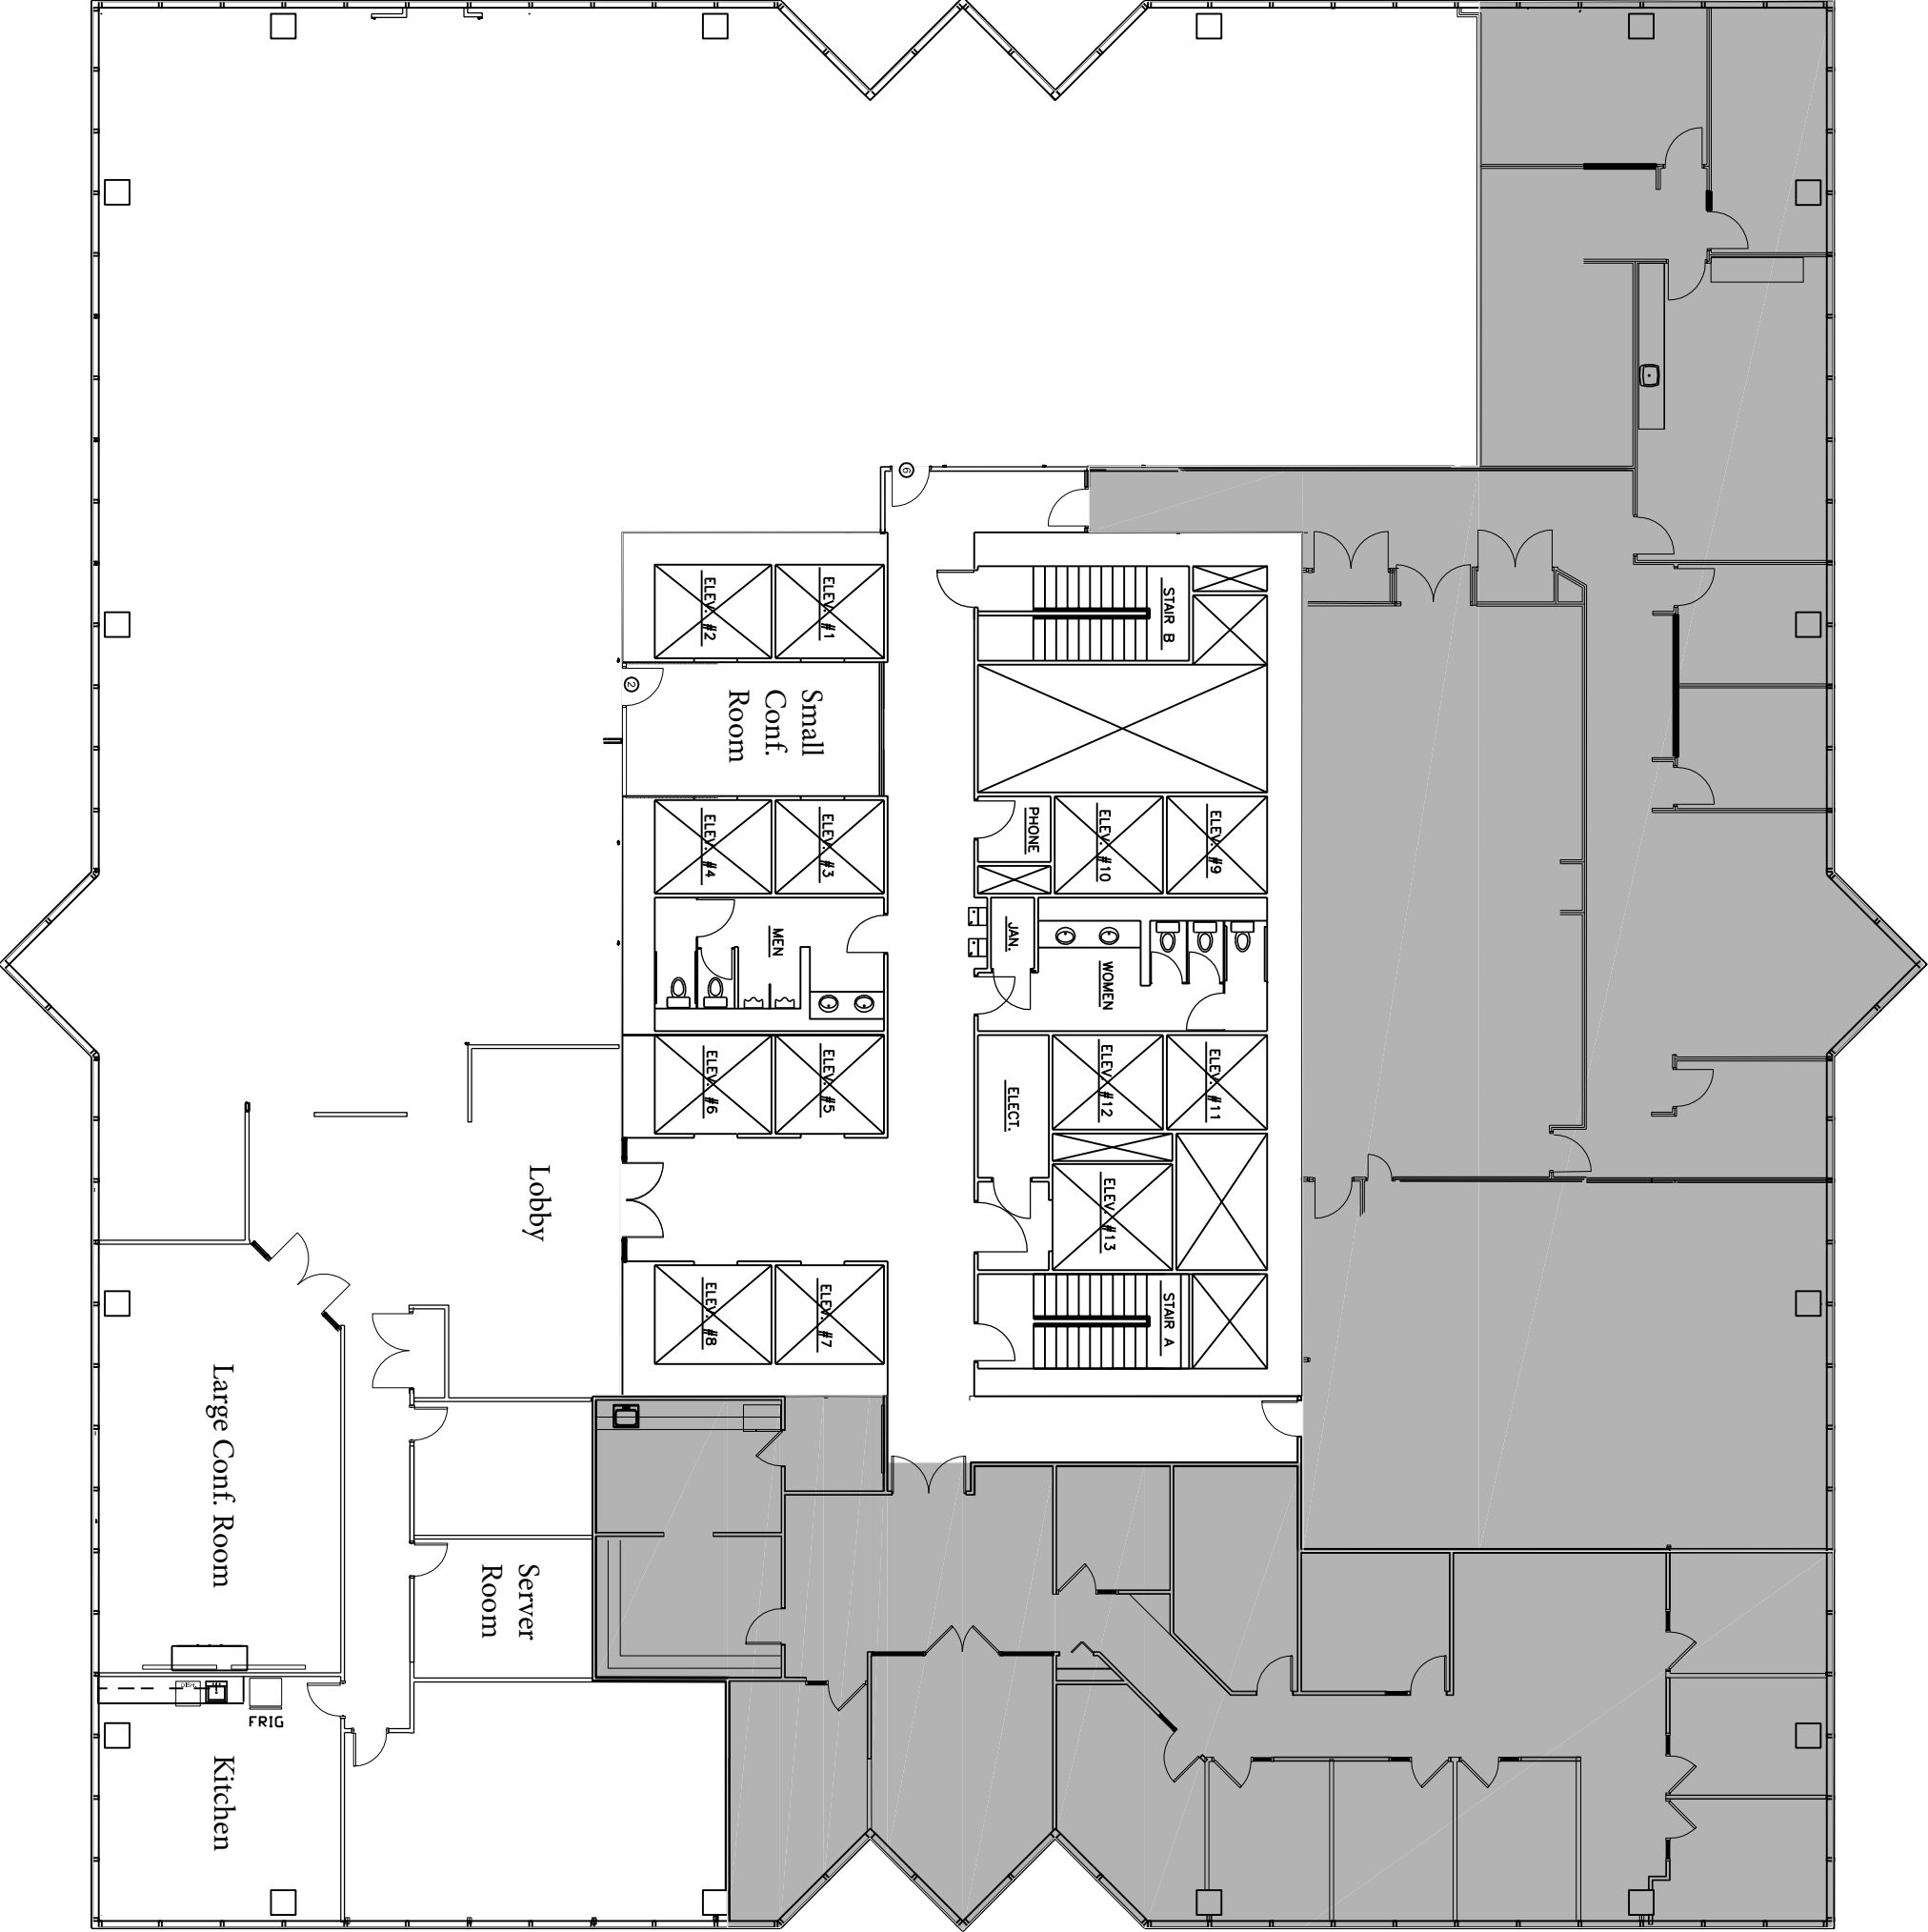 6
ELEV. #2
ELEV. #1
STAIR B
2
Small
Conf.
Room
ELEV. #4
ELEV. #3
PHONE
ELEV. #10
ELEV. #9
MEN
JAN.
WOMEN
ELEV. #6
ELEV. #5
ELECT.
ELEV #12
ELEV. #11
Lobby
ELEV. #13
ELEV. #8
ELEV. #7
STAIR A
Large Conf. Room
Server
Room
DISH.
FRIG
Kitchen